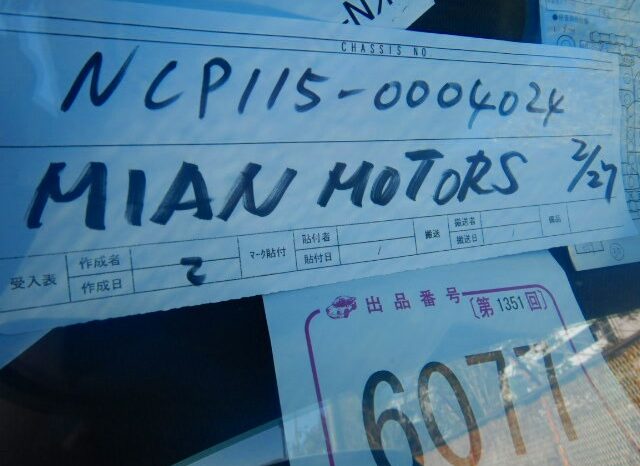 CHASSIS NO
NCP115-0004024
MIAN MOTORS 2/27
受入表 作成者 マーク貼付 貼付者 / 搬送 搬送者 / 備品
作成日 貼付日 搬送日
出品番号 〔第1351回〕
6077